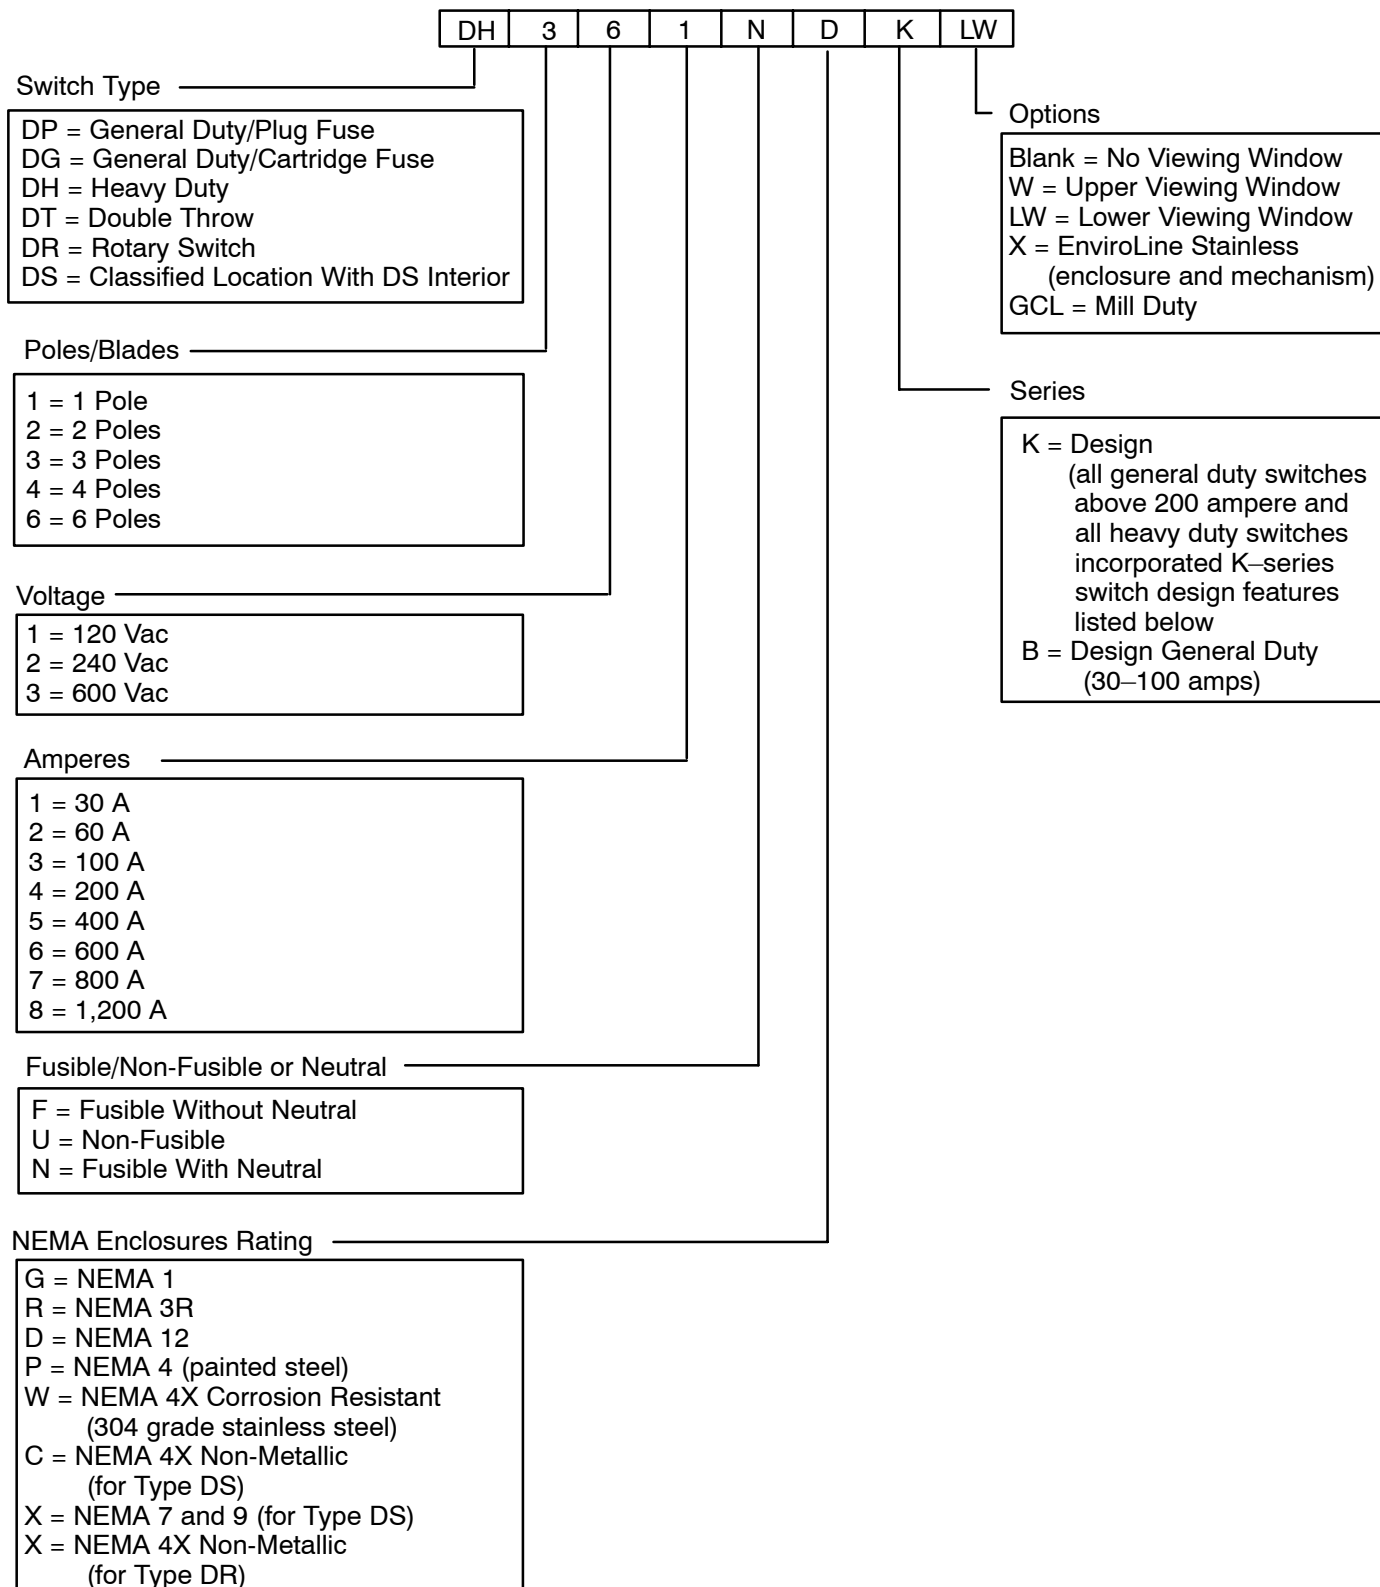 DH 3 6 1 N D K LW
Switch Type
DP = General Duty/Plug Fuse
DG = General Duty/Cartridge Fuse
DH = Heavy Duty
DT = Double Throw
DR = Rotary Switch
DS = Classified Location With DS Interior
Poles/Blades
1 = 1 Pole
2 = 2 Poles
3 = 3 Poles
4 = 4 Poles
6 = 6 Poles
Voltage
1 = 120 Vac
2 = 240 Vac
3 = 600 Vac
Amperes
1 = 30 A
2 = 60 A
3 = 100 A
4 = 200 A
5 = 400 A
6 = 600 A
7 = 800 A
8 = 1,200 A
Fusible/Non-Fusible or Neutral
F = Fusible Without Neutral
U = Non-Fusible
N = Fusible With Neutral
NEMA Enclosures Rating
G = NEMA 1
R = NEMA 3R
D = NEMA 12
P = NEMA 4 (painted steel)
W = NEMA 4X Corrosion Resistant
(304 grade stainless steel)
C = NEMA 4X Non-Metallic
(for Type DS)
X = NEMA 7 and 9 (for Type DS)
X = NEMA 4X Non-Metallic
(for Type DR)
Options
Blank = No Viewing Window
W = Upper Viewing Window
LW = Lower Viewing Window
X = EnviroLine Stainless
(enclosure and mechanism)
GCL = Mill Duty
Series
K = Design
(all general duty switches
above 200 ampere and
all heavy duty switches
incorporated K–series
switch design features
listed below
B = Design General Duty
(30–100 amps)